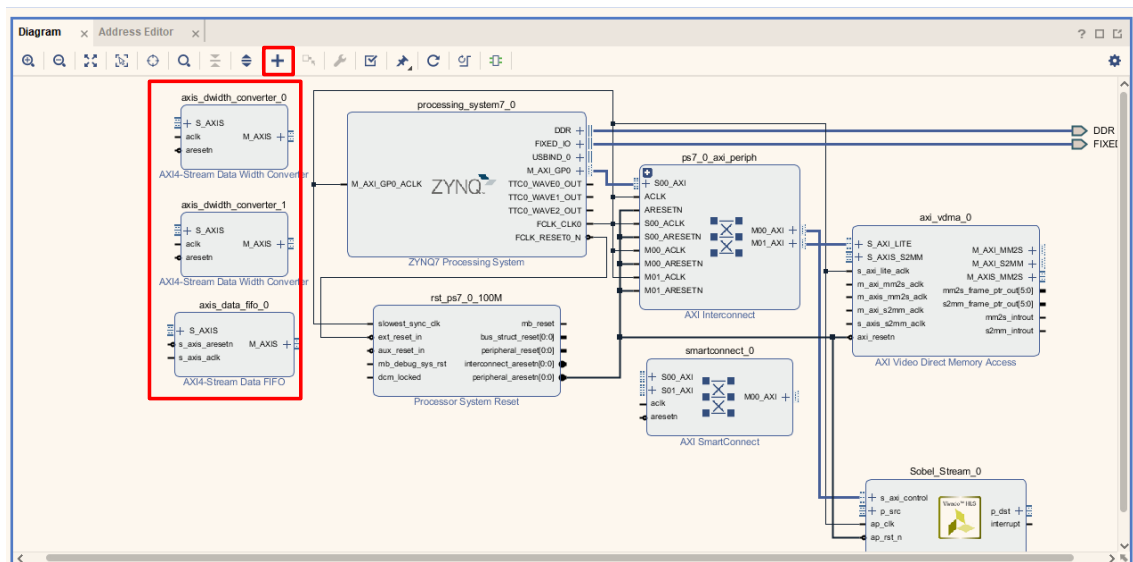 Diagram
Address Editor
axis_dwidth_converter_0
S_AXIS
aclk
aresetn
M_AXIS
AXI4-Stream Data Width Converter
axis_dwidth_converter_1
S_AXIS
aclk
aresetn
M_AXIS
AXI4-Stream Data Width Converter
axis_data_fifo_0
S_AXIS
s_axis_aresetn
s_axis_aclk
M_AXIS
AXI4-Stream Data FIFO
processing_system7_0
M_AXI_GP0_ACLK
ZYNQ
DDR
FIXED_IO
USBIND_0
M_AXI_GP0
TTC0_WAVE0_OUT
TTC0_WAVE1_OUT
TTC0_WAVE2_OUT
FCLK_CLK0
FCLK_RESET0_N
ZYNQ7 Processing System
rst_ps7_0_100M
slowest_sync_clk
ext_reset_in
aux_reset_in
mb_debug_sys_rst
dcm_locked
mb_reset
bus_struct_reset[0:0]
peripheral_reset[0:0]
interconnect_aresetn[0:0]
peripheral_aresetn[0:0]
Processor System Reset
ps7_0_axi_periph
S00_AXI
ACLK
ARESETN
S00_ACLK
S00_ARESETN
M00_ACLK
M00_ARESETN
M01_ACLK
M01_ARESETN
M00_AXI
M01_AXI
AXI Interconnect
smartconnect_0
S00_AXI
S01_AXI
aclk
aresetn
M00_AXI
AXI SmartConnect
axi_vdma_0
S_AXI_LITE
S_AXIS_S2MM
s_axi_lite_aclk
m_axi_mm2s_aclk
m_axis_mm2s_aclk
m_axi_s2mm_aclk
s_axis_s2mm_aclk
axi_resetn
M_AXI_MM2S
M_AXI_S2MM
M_AXIS_MM2S
mm2s_frame_ptr_out[5:0]
s2mm_frame_ptr_out[5:0]
mm2s_introut
s2mm_introut
AXI Video Direct Memory Access
Sobel_Stream_0
s_axi_control
p_src
ap_clk
ap_rst_n
Vivado™ HLS
p_dst
interrupt
DDR
FIXED